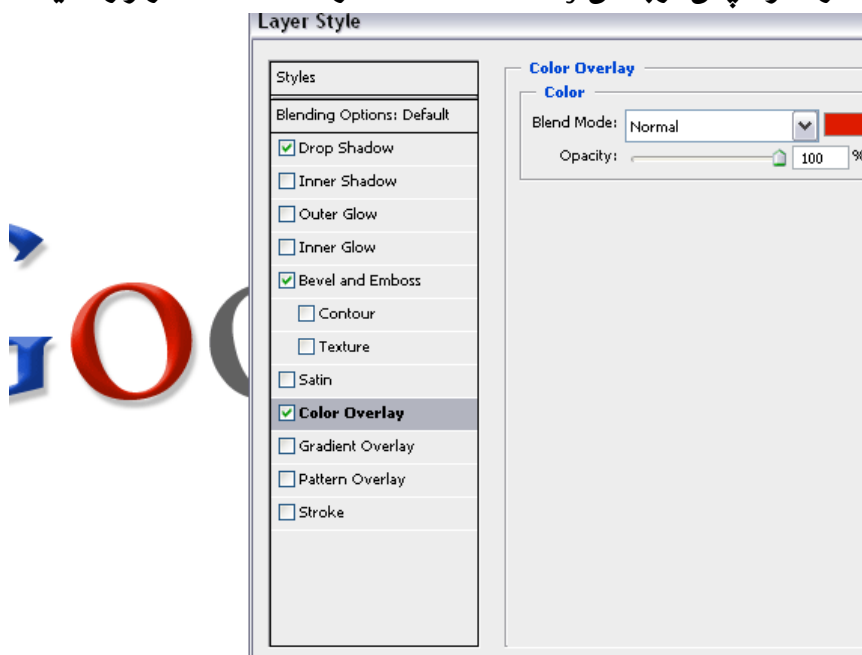 Layer Style
Styles
Blending Options: Default
Drop Shadow
Inner Shadow
Outer Glow
Inner Glow
Bevel and Emboss
Contour
Texture
Satin
Color Overlay
Gradient Overlay
Pattern Overlay
Stroke
Color Overlay
Color
Blend Mode: Normal
Opacity: 100 %
GO